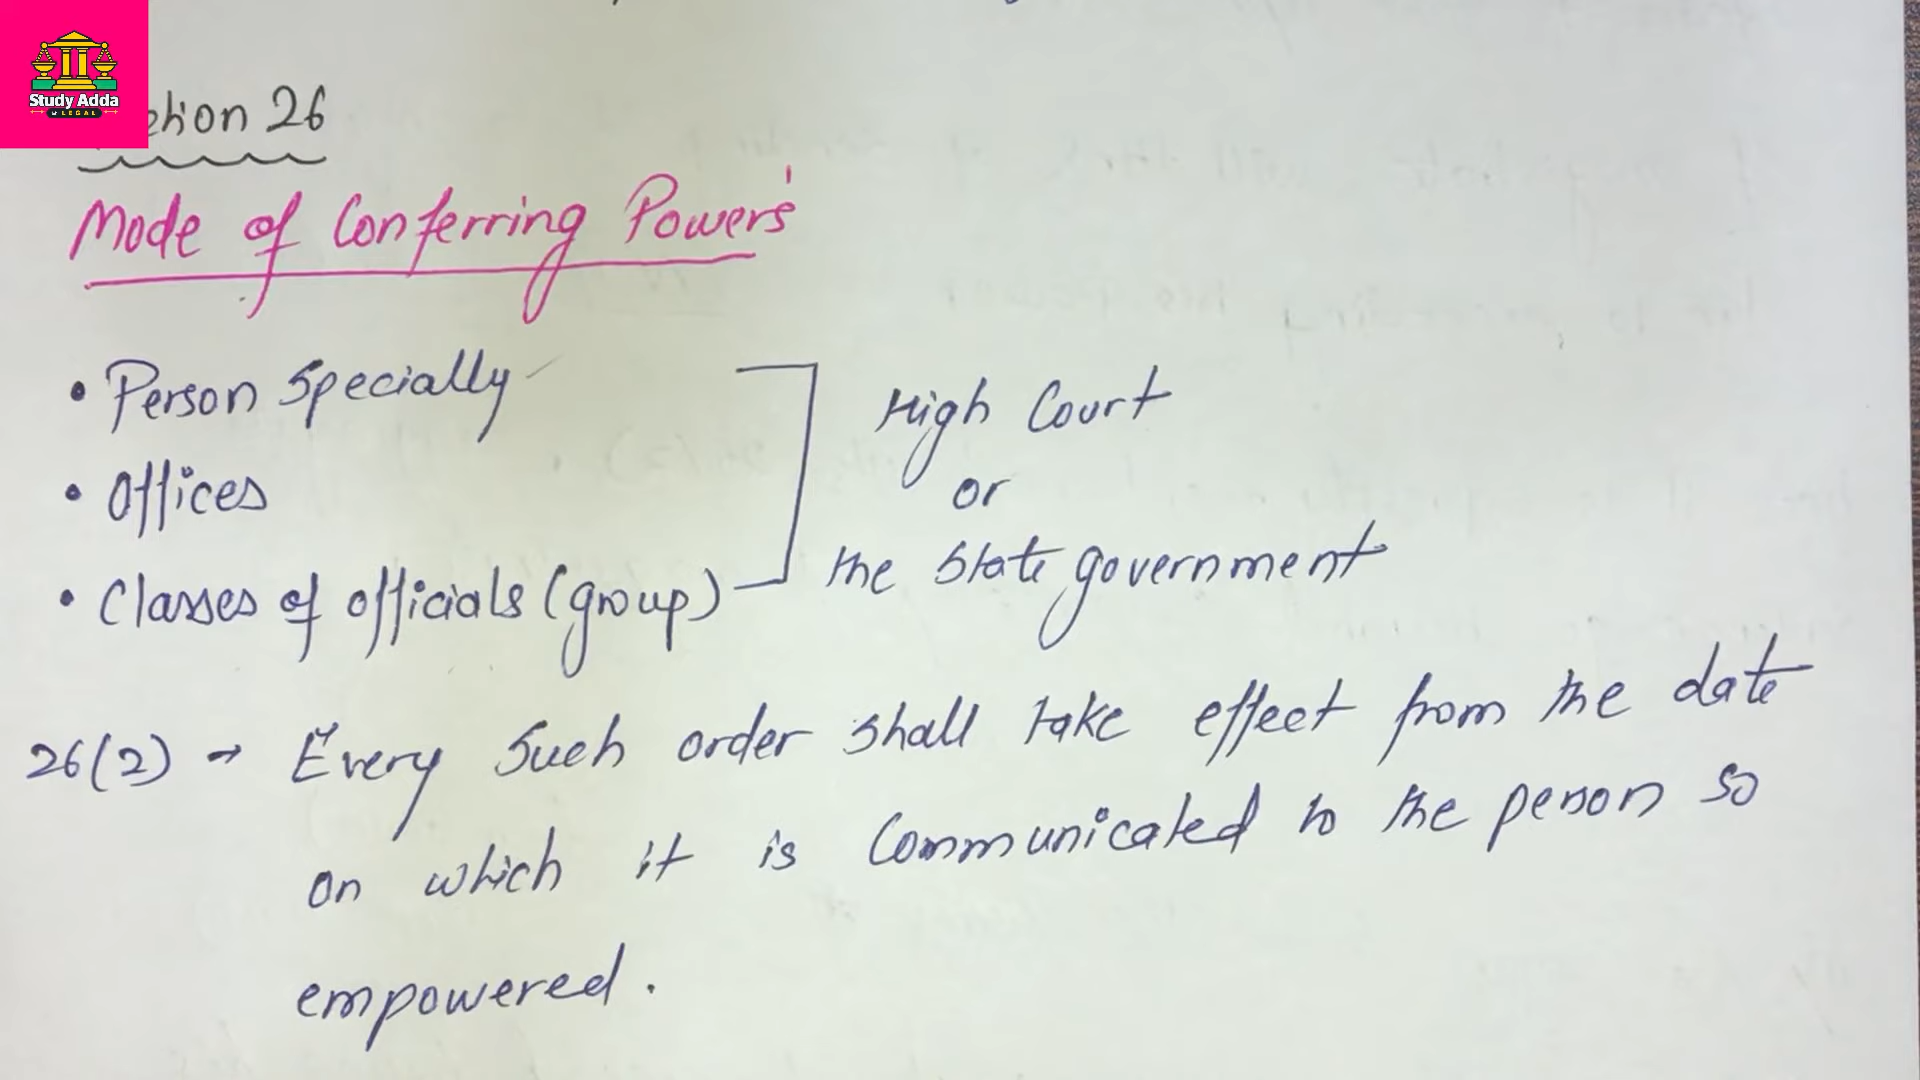 Study Adda
LEGAL
ction 26
Mode of Conferring Powers'
• Person Specially
• Offices
• Classes of officials (group)
High Court
or
the State government
26(2) → Every Such order shall take effect from the date
on which it is Communicated to the person so
empowered.